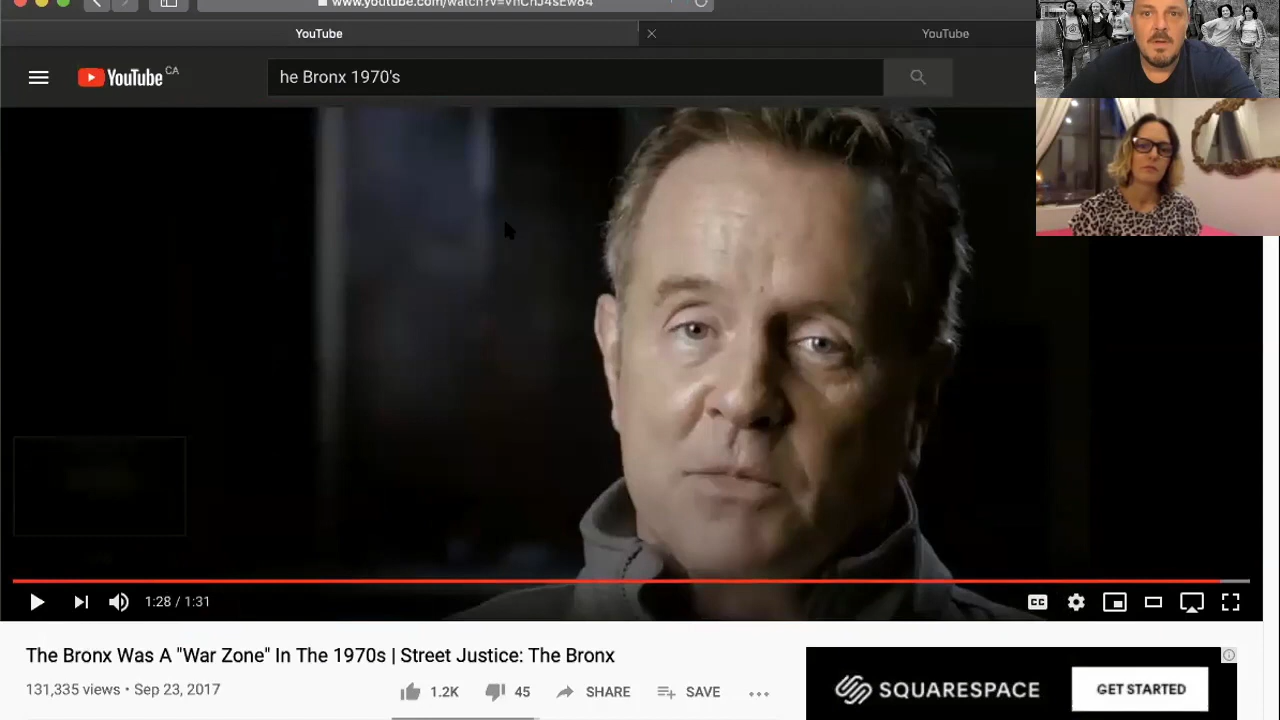 www.youtube.com/watch?v=
YouTube
YouTube
YouTube CA
he Bronx 1970's
1:28 / 1:31
CC
The Bronx Was A "War Zone" In The 1970s | Street Justice: The Bronx
131,335 views • Sep 23, 2017
1.2K
45
SHARE
SAVE
SQUARESPACE
GET STARTED